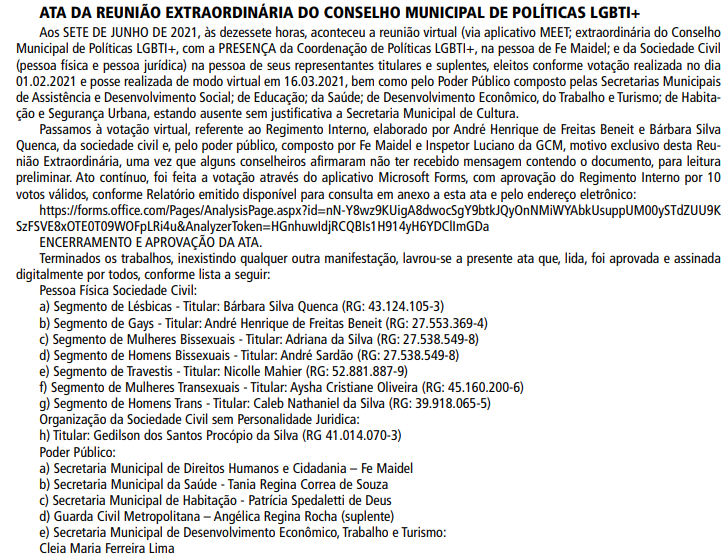 ATA DA REUNIÃO EXTRAORDINÁRIA DO CONSELHO MUNICIPAL DE POLÍTICAS LGBTI+
Aos SETE DE JUNHO DE 2021, às dezessete horas, aconteceu a reunião virtual (via aplicativo MEET; extraordinária do Conselho
Municipal de Políticas LGBTI+, com a PRESENÇA da Coordenação de Políticas LGBTI+, na pessoa de Fe Maidel; e da Sociedade Civil
(pessoa física e pessoa jurídica) na pessoa de seus representantes titulares e suplentes, eleitos conforme votação realizada no dia
01.02.2021 e posse realizada de modo virtual em 16.03.2021, bem como pelo Poder Público composto pelas Secretarias Municipais
de Assistência e Desenvolvimento Social; de Educação; da Saúde; de Desenvolvimento Econômico, do Trabalho e Turismo; de Habita-
ção e Segurança Urbana, estando ausente sem justificativa a Secretaria Municipal de Cultura.
Passamos à votação virtual, referente ao Regimento Interno, elaborado por André Henrique de Freitas Beneit e Bárbara Silva
Quenca, da sociedade civil e, pelo poder público, composto por Fe Maidel e Inspetor Luciano da GCM, motivo exclusivo desta Reu-
nião Extraordinária, uma vez que alguns conselheiros afirmaram não ter recebido mensagem contendo o documento, para leitura
preliminar. Ato contínuo, foi feita a votação através do aplicativo Microsoft Forms, com aprovação do Regimento Interno por 10
votos válidos, conforme Relatório emitido disponível para consulta em anexo a esta ata e pelo endereço eletrônico:
https://forms.office.com/Pages/AnalysisPage.aspx?id=nN-Y8wz9KUigA8dwocSgY9btkJQyOnNMiWYAbkUsuppUM00ySTdZUU9K
SzFSVE8xOTE0T09WOFpLRi4u&AnalyzerToken=HGnhuwIdjRCQBIs1H914yH6YDCIImGDa
ENCERRAMENTO E APROVAÇÃO DA ATA.
Terminados os trabalhos, inexistindo qualquer outra manifestação, lavrou-se a presente ata que, lida, foi aprovada e assinada
digitalmente por todos, conforme lista a seguir:
Pessoa Física Sociedade Civil:
a) Segmento de Lésbicas - Titular: Bárbara Silva Quenca (RG: 43.124.105-3)
b) Segmento de Gays - Titular: André Henrique de Freitas Beneit (RG: 27.553.369-4)
c) Segmento de Mulheres Bissexuais - Titular: Adriana da Silva (RG: 27.538.549-8)
d) Segmento de Homens Bissexuais - Titular: André Sardão (RG: 27.538.549-8)
e) Segmento de Travestis - Titular: Nicolle Mahier (RG: 52.881.887-9)
f) Segmento de Mulheres Transexuais - Titular: Aysha Cristiane Oliveira (RG: 45.160.200-6)
g) Segmento de Homens Trans - Titular: Caleb Nathaniel da Silva (RG: 39.918.065-5)
Organização da Sociedade Civil sem Personalidade Juridica:
h) Titular: Gedilson dos Santos Procópio da Silva (RG 41.014.070-3)
Poder Público:
a) Secretaria Municipal de Direitos Humanos e Cidadania – Fe Maidel
b) Secretaria Municipal da Saúde - Tania Regina Correa de Souza
c) Secretaria Municipal de Habitação - Patrícia Spedaletti de Deus
d) Guarda Civil Metropolitana – Angélica Regina Rocha (suplente)
e) Secretaria Municipal de Desenvolvimento Econômico, Trabalho e Turismo:
Cleia Maria Ferreira Lima